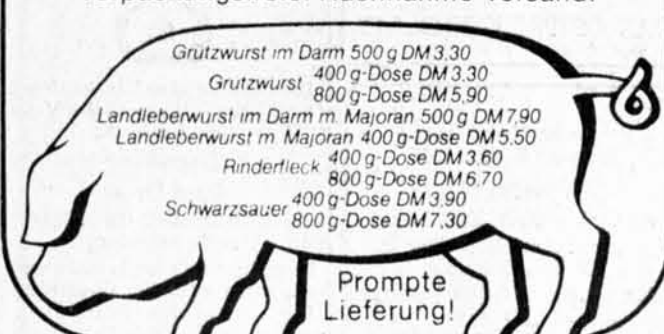 Grützwurst im Darm 500 g DM 3,30
Grützwurst 400 g-Dose DM 3,30
800 g-Dose DM 5,90
Landleberwurst im Darm m. Majoran 500 g DM 7,90
Landleberwurst m. Majoran 400 g-Dose DM 5,50
Rinderfleck 400 g-Dose DM 3,60
800 g-Dose DM 6,70
Schwarzsauer 400 g-Dose DM 3,90
800 g-Dose DM 7,30
Prompte
Lieferung!